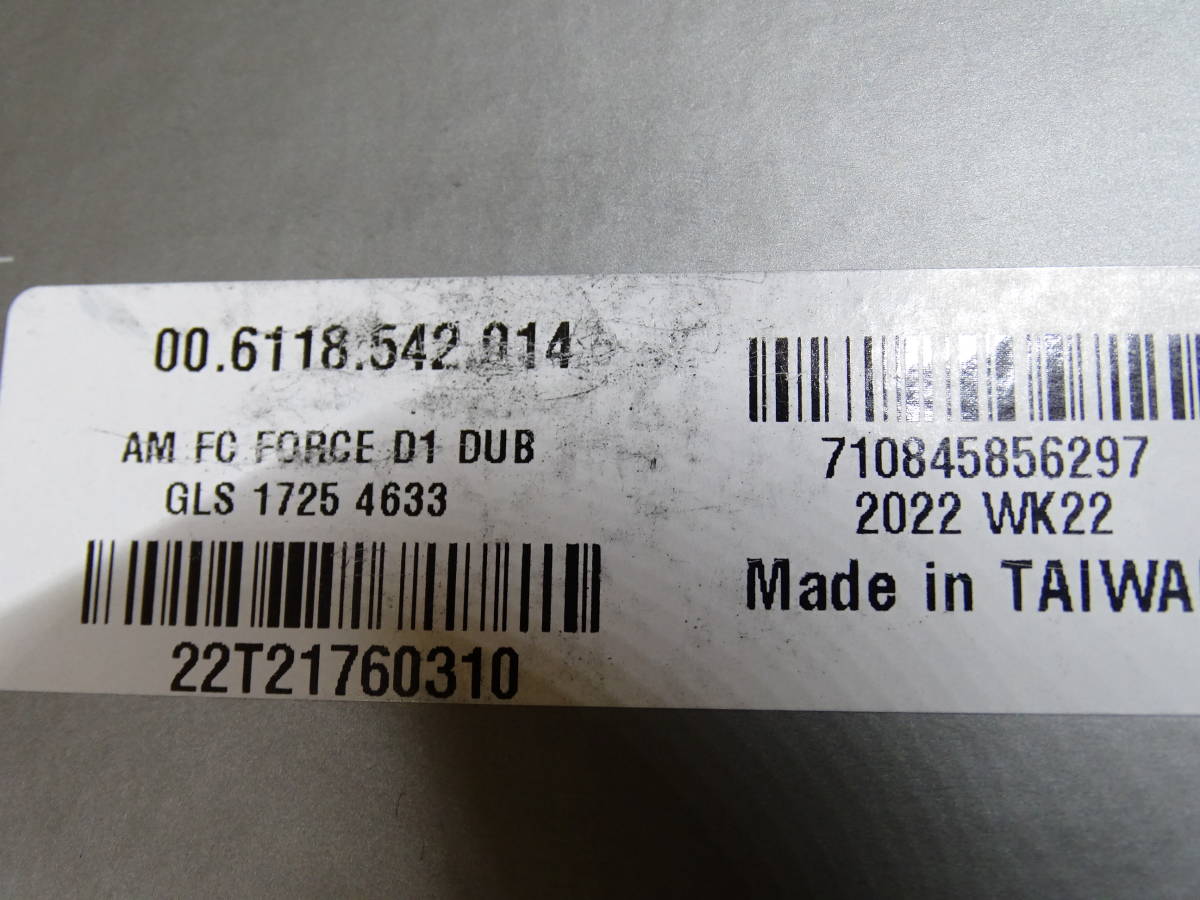 00.6118.542.014
AM FC FORCE D1 DUB
GLS 1725 4633
22T21760310
710845856297
2022 WK22
Made in TAIWA